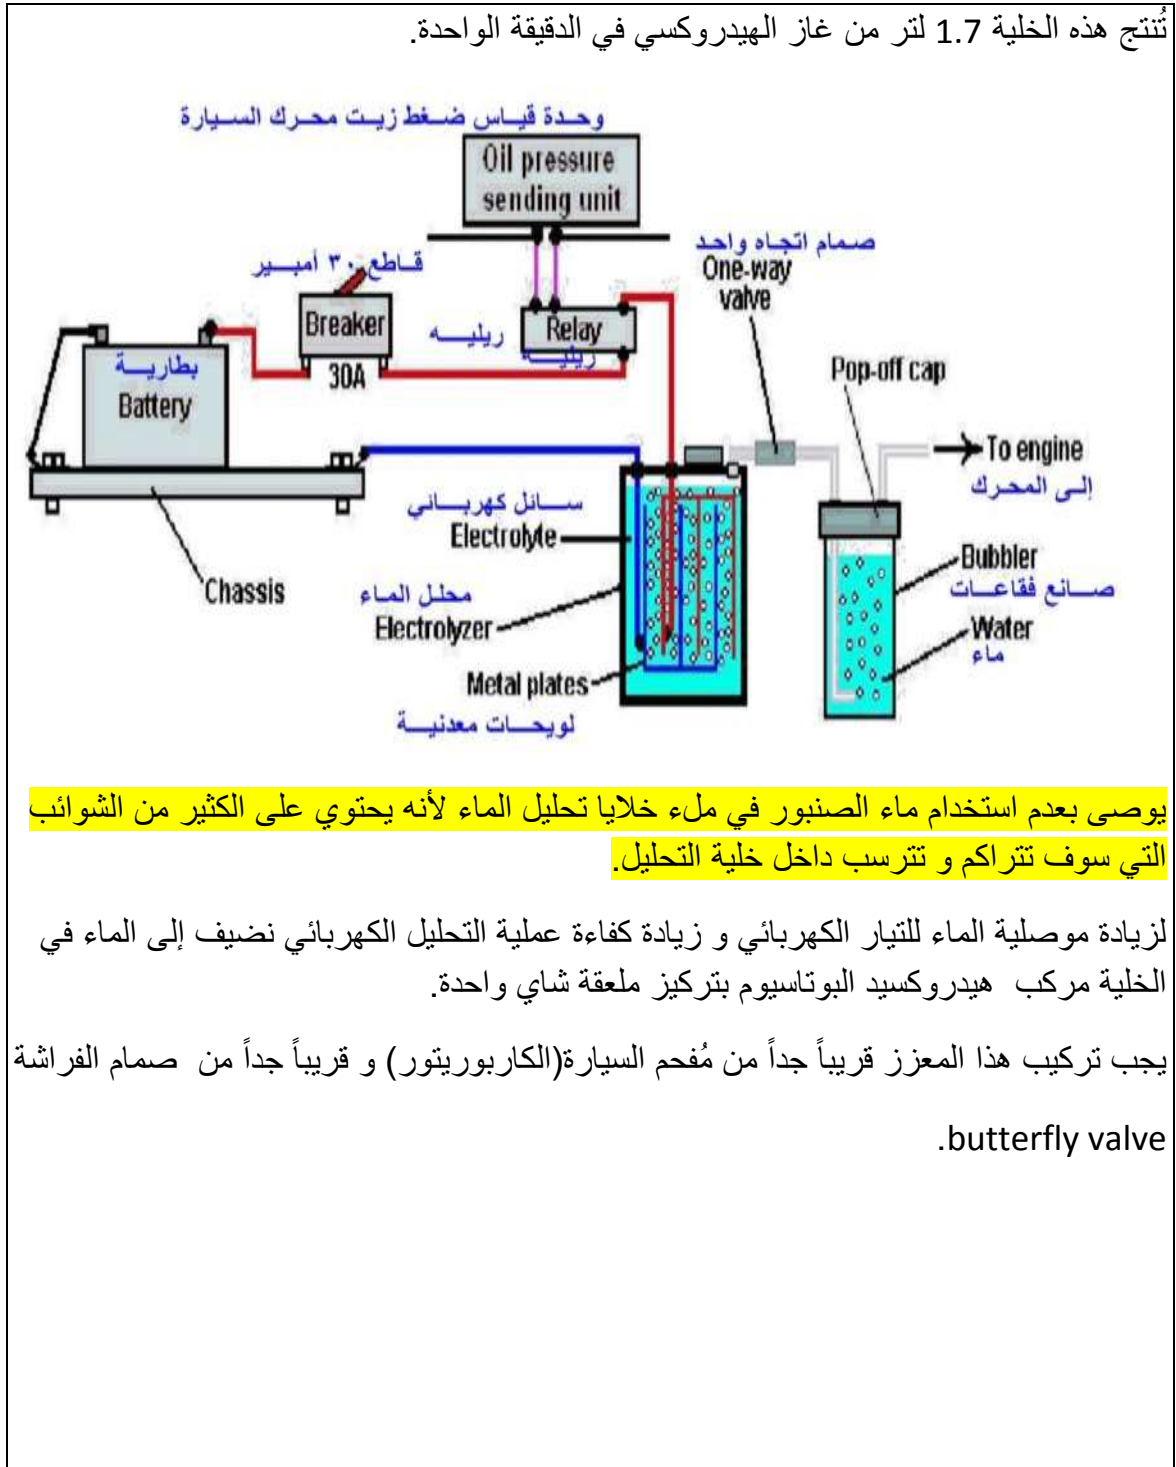 تُنتج هذه الخلية 1.7 لتر من غاز الهيدروكسي في الدقيقة الواحدة.
وحدة قياس ضغط زيت محرك السيارة
Oil pressure
sending unit
صمام اتجاه واحد
One-way
valve
قاطع ٣٠ أمبير
Breaker
30A
ريليه
Relay
ريليه
بطارية
Battery
Pop-off cap
To engine
إلى المحرك
سائل كهربائي
Electrolyte
Chassis
محلل الماء
Electrolyzer
Bubbler
صانع فقاعات
Water
ماء
Metal plates
لويحات معدنية
يوصى بعدم استخدام ماء الصنبور في ملء خلايا تحليل الماء لأنه يحتوي على الكثير من الشوائب
التي سوف تتراكم و تترسب داخل خلية التحليل.
لزيادة موصلية الماء للتيار الكهربائي و زيادة كفاءة عملية التحليل الكهربائي نضيف إلى الماء في
الخلية مركب هيدروكسيد البوتاسيوم بتركيز ملعقة شاي واحدة.
يجب تركيب هذا المعزز قريباً جداً من مُفحم السيارة(الكاربوريتور) و قريباً جداً من صمام الفراشة
butterfly valve.